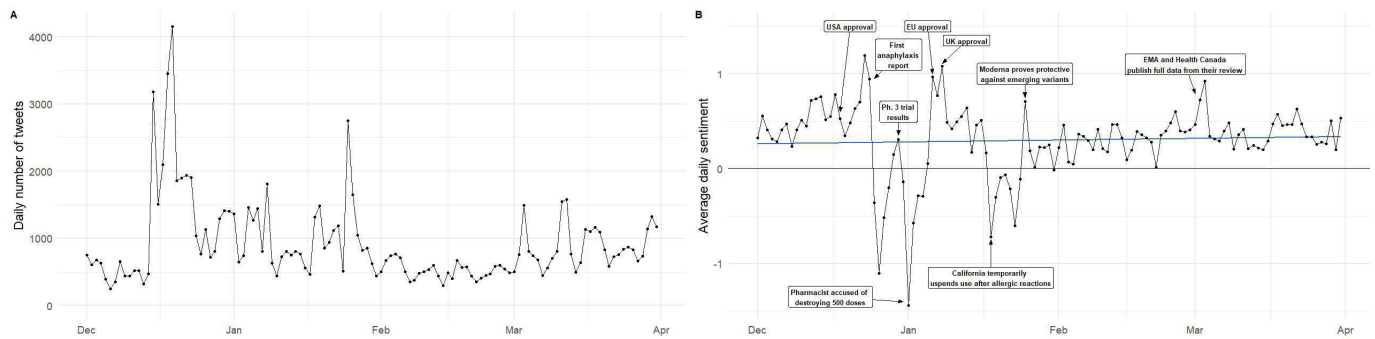 A
Daily number of tweets
4000
3000
2000
1000
0
Dec
Jan
Feb
Mar
Apr
B
Average daily sentiment
1
0
-1
USA approval
First
anaphylaxis
report
Ph. 3 trial
results
EU approval
UK approval
Moderna proves protective
against emerging variants
EMA and Health Canada
publish full data from their review
Pharmacist accused of
destroying 500 doses
California temporarily
uspends use after allergic reactions
Dec
Jan
Feb
Mar
Apr